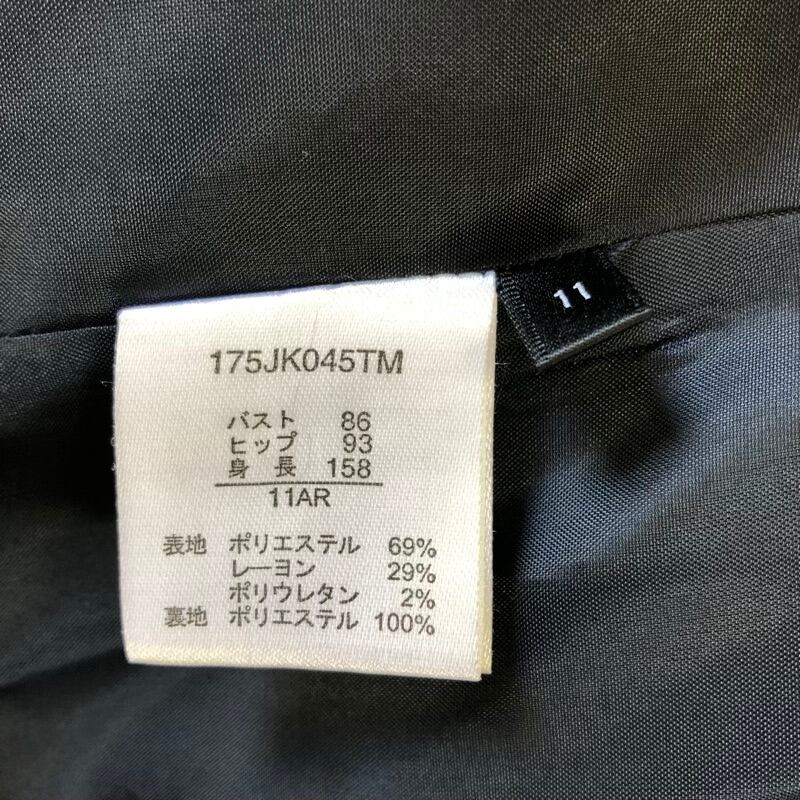 11
175JK045TM
バスト 86
ヒップ 93
身長 158
11AR
表地 ポリエステル 69%
レーヨン 29%
ポリウレタン 2%
裏地 ポリエステル 100%